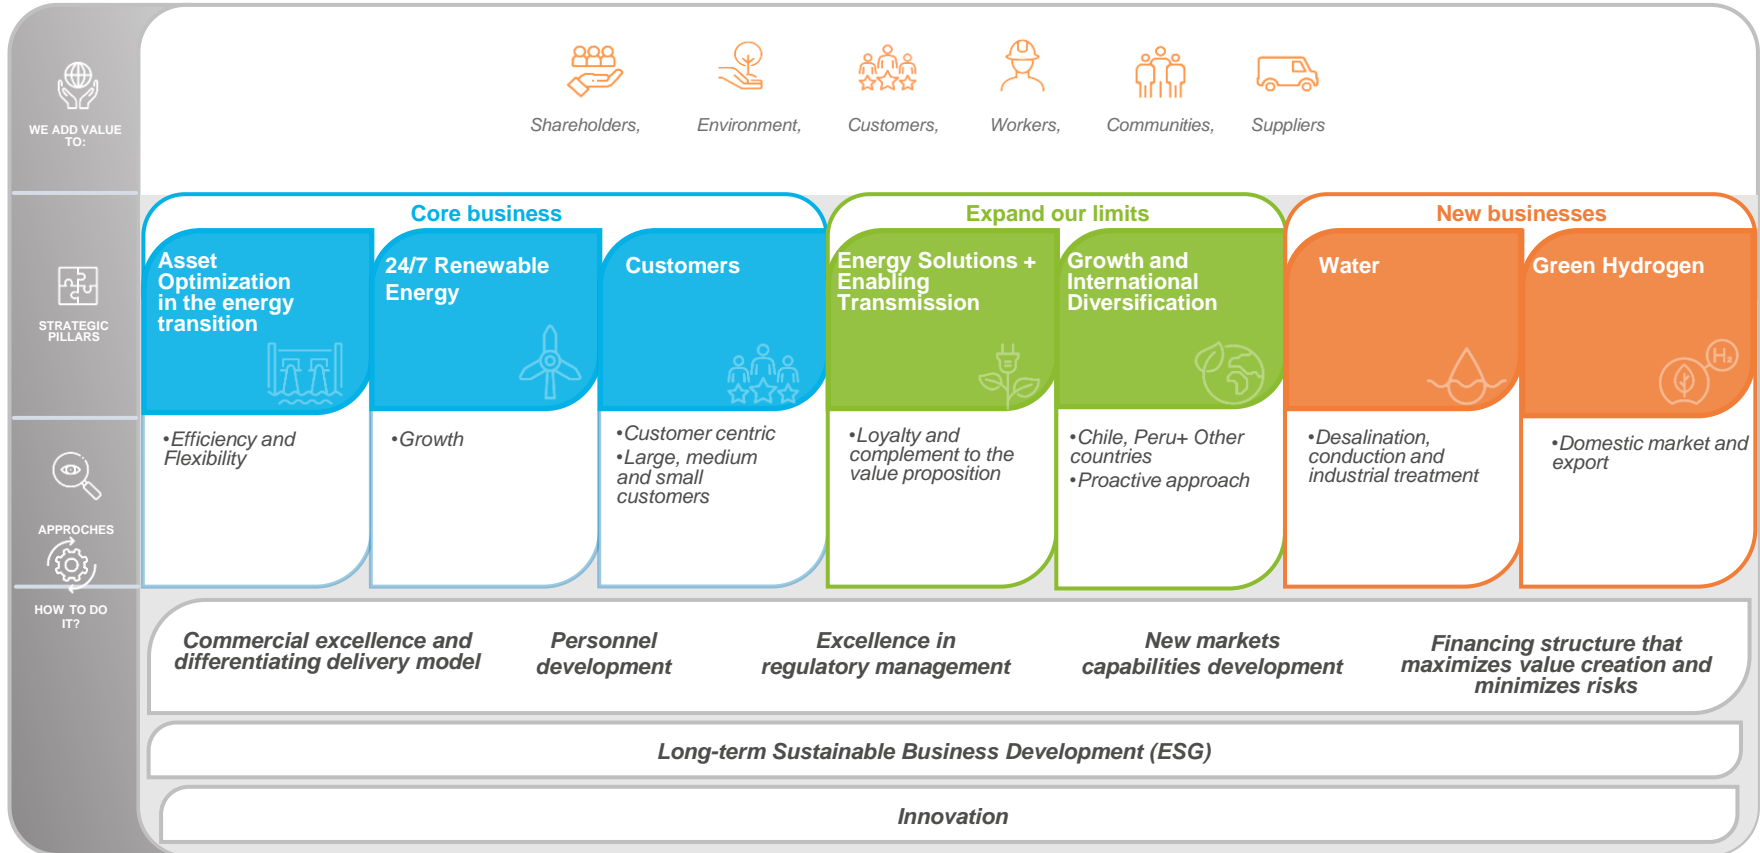 WE ADD VALUE
TO:
Shareholders,
Environment,
Customers,
Workers,
Communities,
Suppliers
STRATEGIC
PILLARS
Core business
Expand our limits
New businesses
Asset
Optimization
in the energy
transition
24/7 Renewable
Energy
Customers
Energy Solutions +
Enabling
Transmission
Growth and
International
Diversification
Water
Green Hydrogen
H₂
APPROCHES
•Efficiency and
Flexibility
•Growth
•Customer centric
•Large, medium
and small
customers
•Loyalty and
complement to the
value proposition
•Chile, Peru+ Other
countries
•Proactive approach
•Desalination,
conduction and
industrial treatment
•Domestic market and
export
HOW TO DO
IT?
Commercial excellence and
differentiating delivery model
Personnel
development
Excellence in
regulatory management
New markets
capabilities development
Financing structure that
maximizes value creation and
minimizes risks
Long-term Sustainable Business Development (ESG)
Innovation